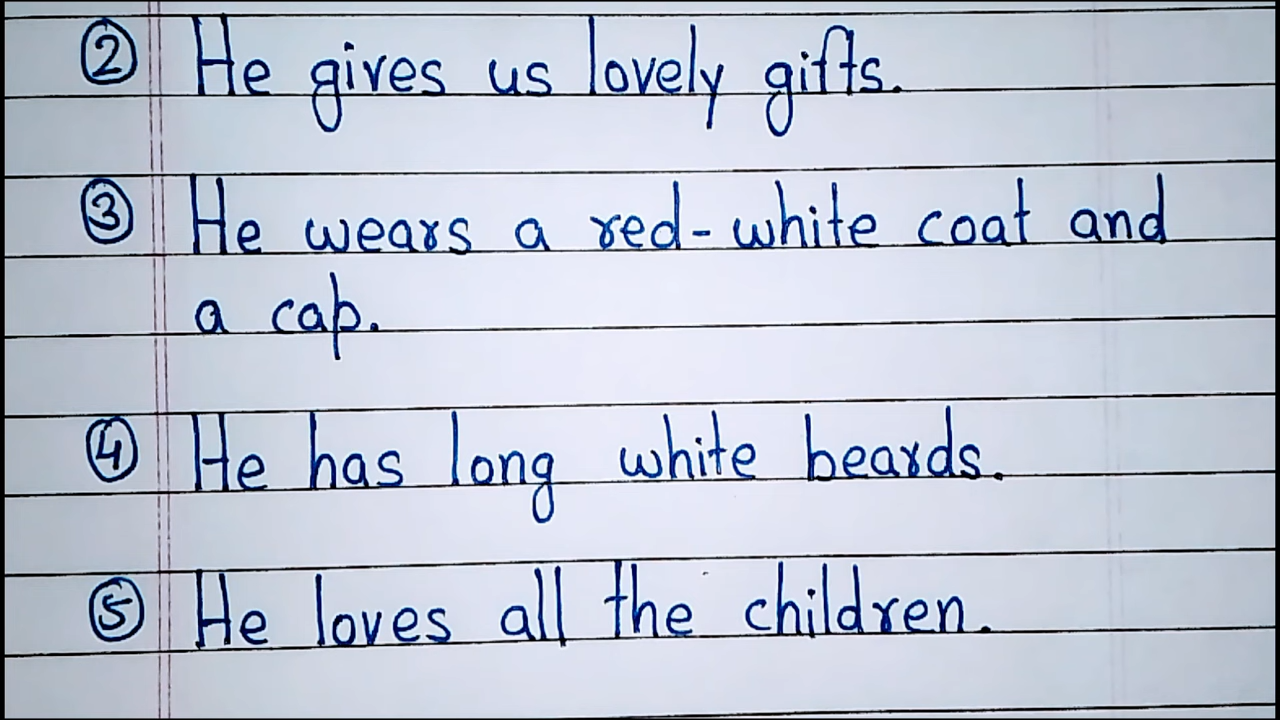 ② He gives us lovely gifts.
③ He wears a red-white coat and
a cap.
④ He has long white beards.
⑤ He loves all the children.